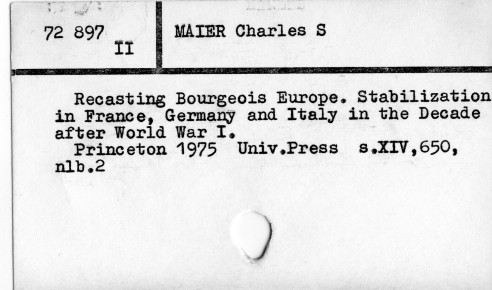 72 897
II
MAIER Charles S
Recasting Bourgeois Europe. Stabilization
in France, Germany and Italy in the Decade
after World War I.
Princeton 1975 Univ.Press s.XIV,650,
nlb.2